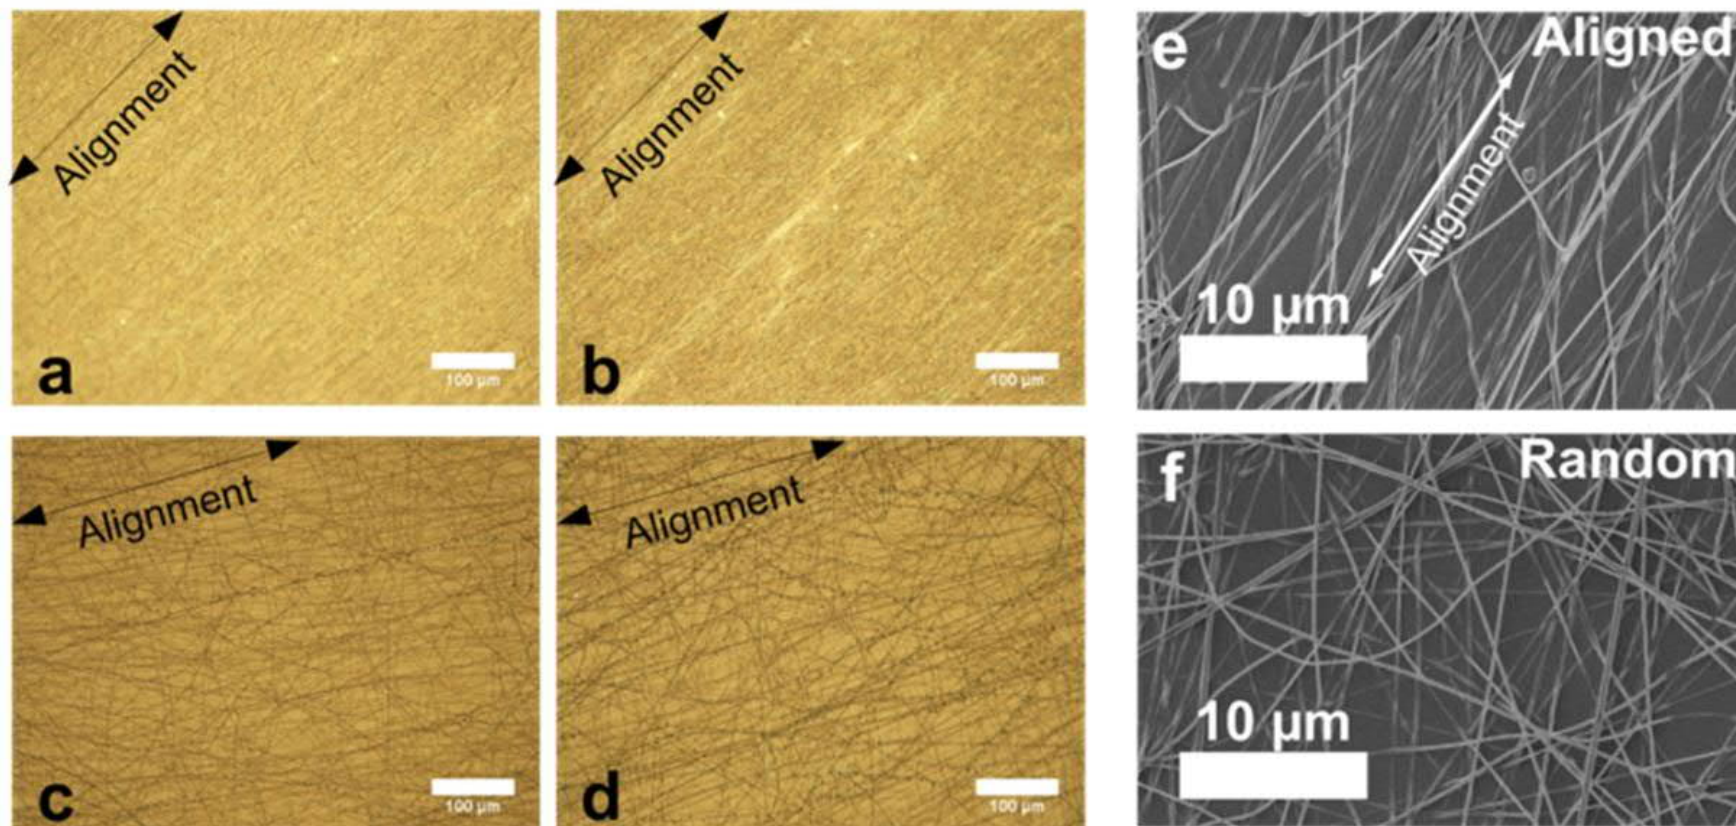 Alignment
a
100 µm
Alignment
b
100 µm
e
Aligned
Alignment
10 µm
Alignment
c
100 µm
Alignment
d
100 µm
f
Random
10 µm